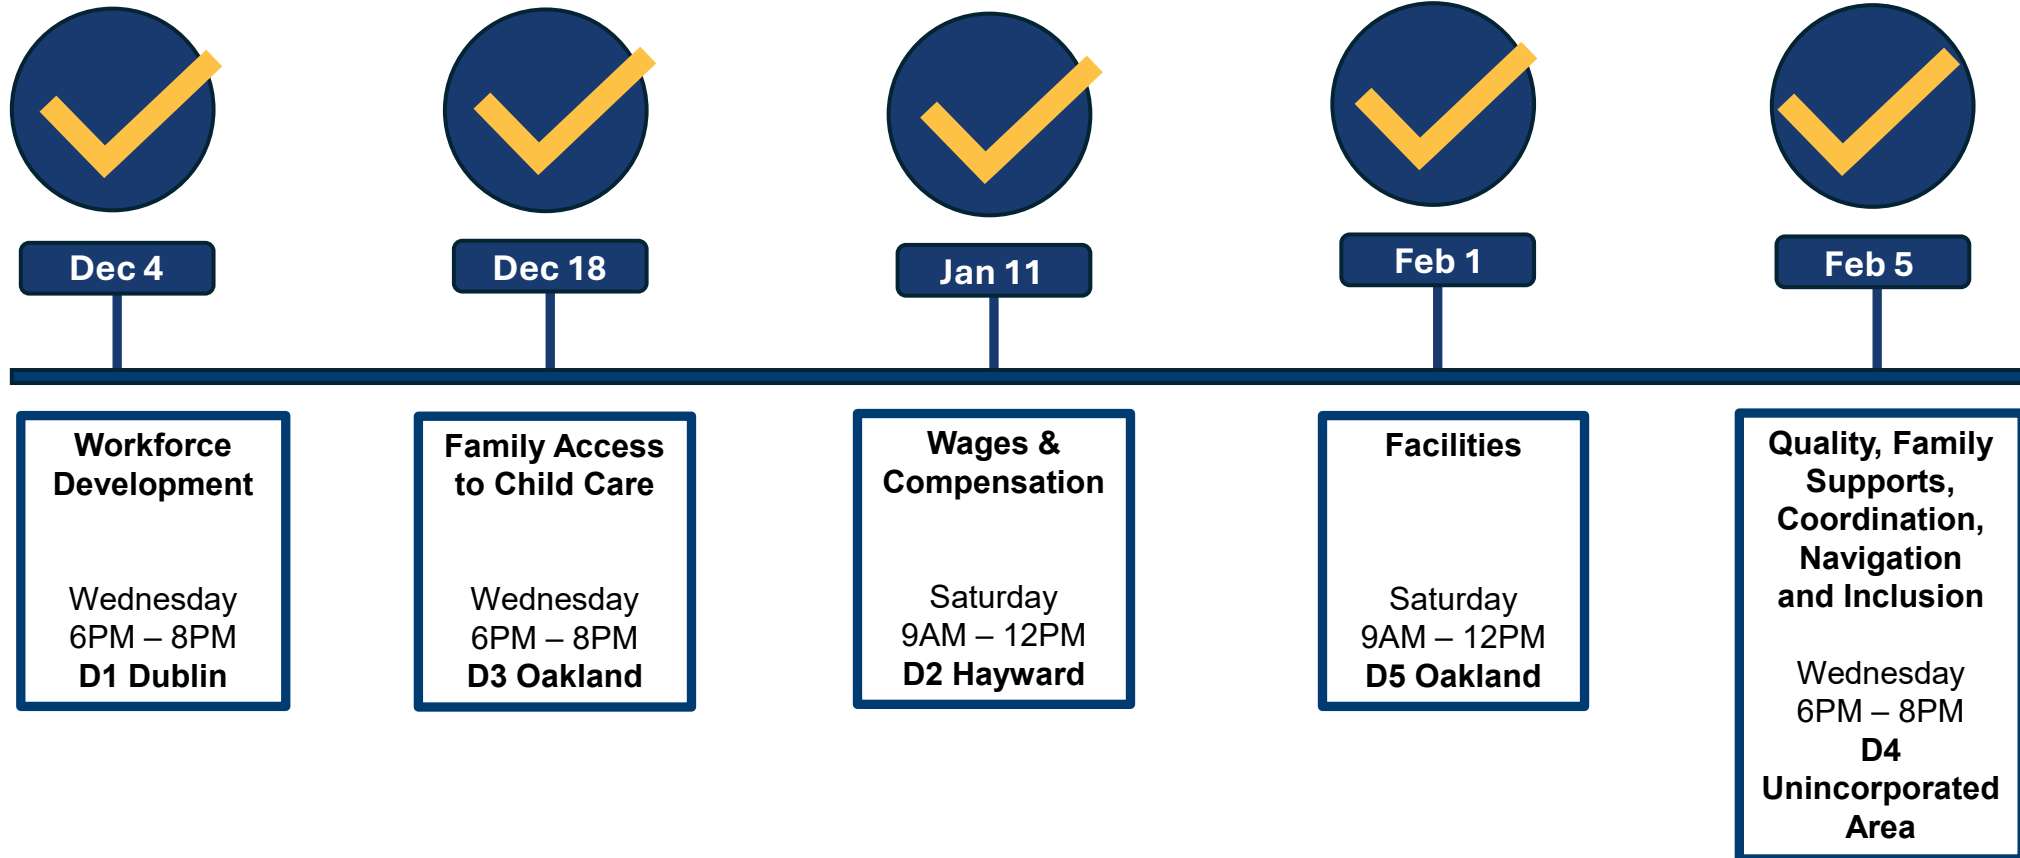 Dec 4
Dec 18
Jan 11
Feb 1
Feb 5
Workforce
Development
Wednesday
6PM – 8PM
D1 Dublin
Family Access
to Child Care
Wednesday
6PM – 8PM
D3 Oakland
Wages &
Compensation
Saturday
9AM – 12PM
D2 Hayward
Facilities
Saturday
9AM – 12PM
D5 Oakland
Quality, Family
Supports,
Coordination,
Navigation
and Inclusion
Wednesday
6PM – 8PM
D4
Unincorporated
Area